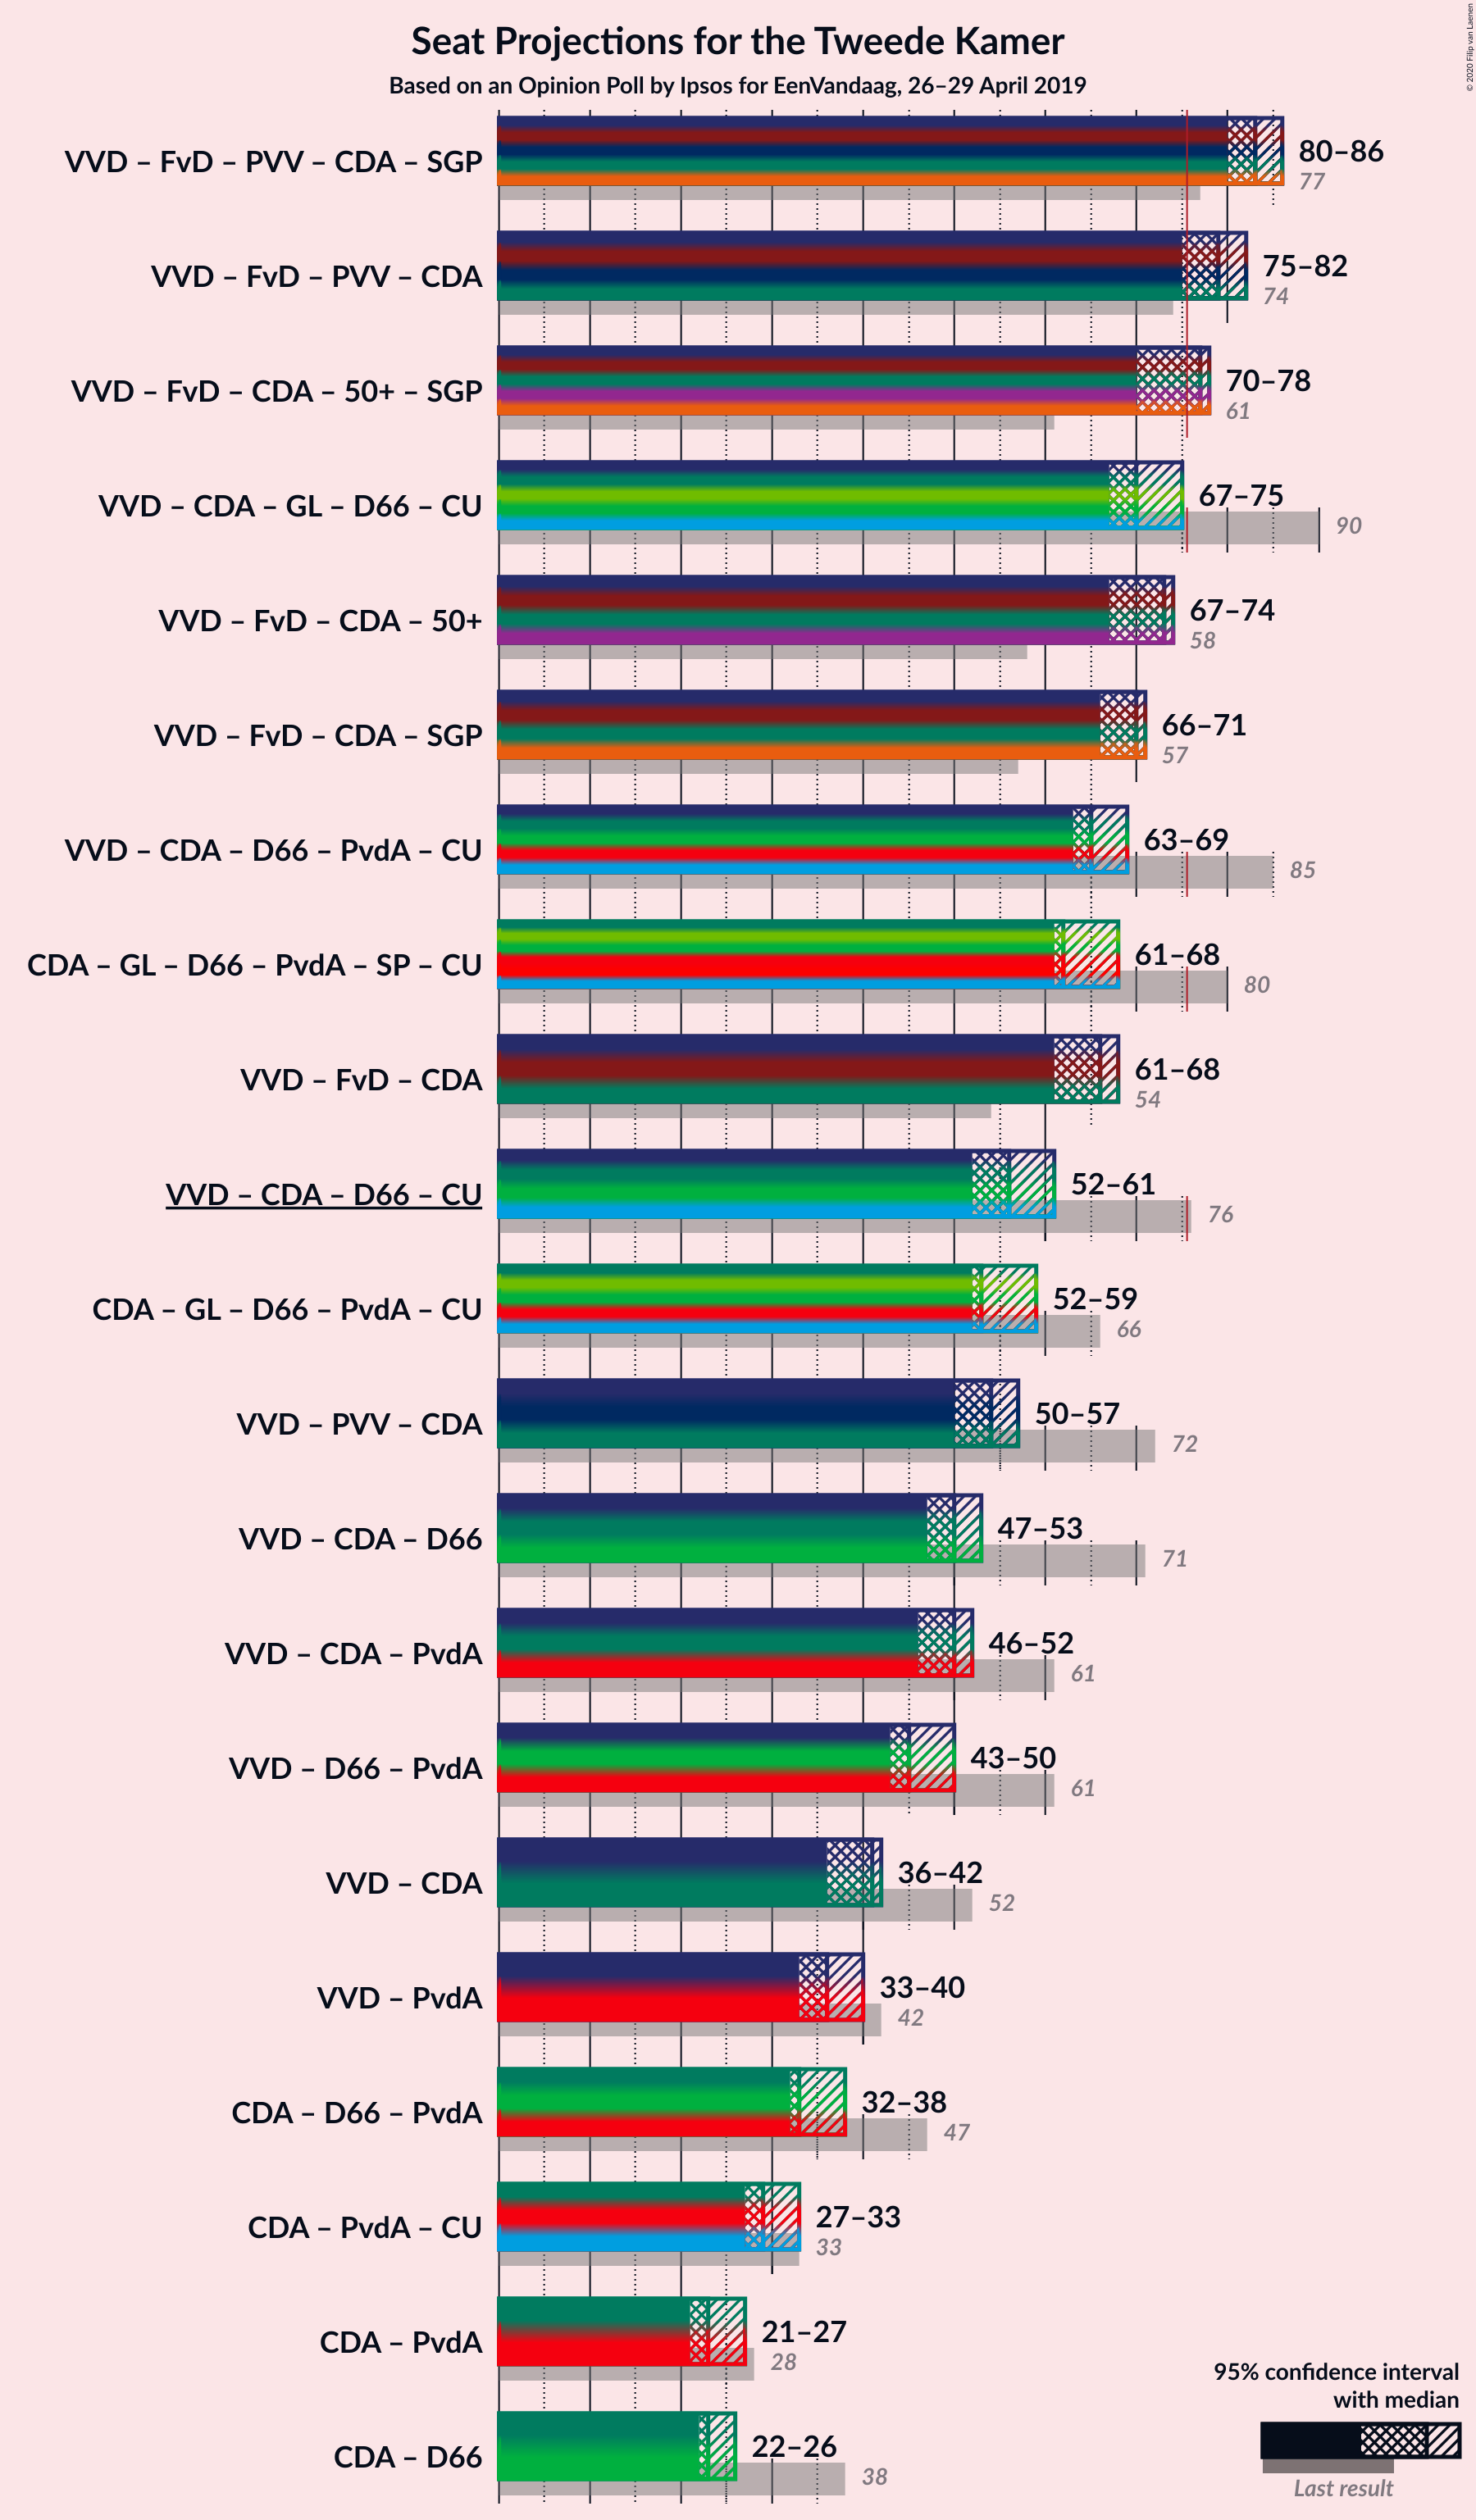 Seat Projections for the Tweede Kamer
Based on an Opinion Poll by Ipsos for EenVandaag, 26–29 April 2019
© 2020 Filip van Laenen
VVD – FvD – PVV – CDA – SGP
80–86
77
VVD – FvD – PVV – CDA
75–82
74
VVD – FvD – CDA – 50+ – SGP
70–78
61
VVD – CDA – GL – D66 – CU
67–75
90
VVD – FvD – CDA – 50+
67–74
58
VVD – FvD – CDA – SGP
66–71
57
VVD – CDA – D66 – PvdA – CU
63–69
85
CDA – GL – D66 – PvdA – SP – CU
61–68
80
VVD – FvD – CDA
61–68
54
VVD – CDA – D66 – CU
52–61
76
CDA – GL – D66 – PvdA – CU
52–59
66
VVD – PVV – CDA
50–57
72
VVD – CDA – D66
47–53
71
VVD – CDA – PvdA
46–52
61
VVD – D66 – PvdA
43–50
61
VVD – CDA
36–42
52
VVD – PvdA
33–40
42
CDA – D66 – PvdA
32–38
47
CDA – PvdA – CU
27–33
33
CDA – PvdA
21–27
28
CDA – D66
22–26
38
95% confidence interval
with median
Last result